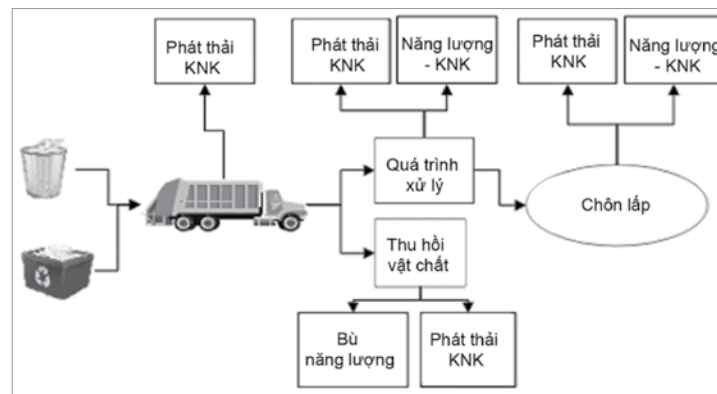 Phát thải
KNK
Phát thải
KNK
Năng lượng
- KNK
Phát thải
KNK
Năng lượng
- KNK
Quá trình
xử lý
Chôn lấp
Thu hồi
vật chất
Bù
năng lượng
Phát thải
KNK